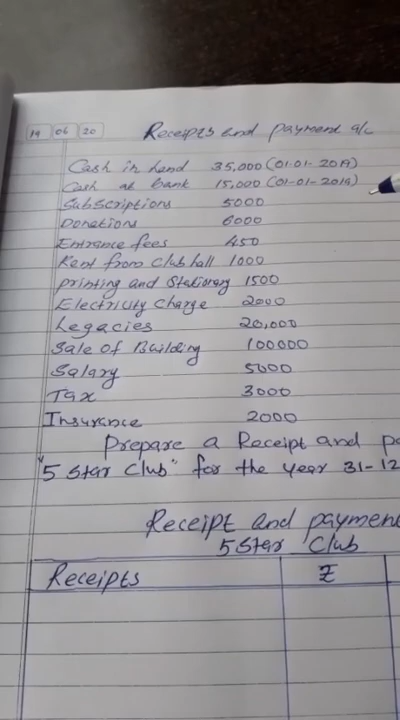 19 06 20
Receipts and payment a/c
Cash in hand 35,000 (01-01-2019)
Cash at bank 15,000 (01-01-2019)
Subscriptions 5000
Donations 6000
Entrance fees 450
Rent from Club hall 1000
printing and Stationary 1500
Electricity Charge 2000
Legacies 20,000
Sale of Building 100000
Salary 5000
Tax 3000
Insurance 2000
Prepare a Receipt and p
"5 Star Club" for the year 31-12
Receipt and payment
5 Star Club
Receipts ₹